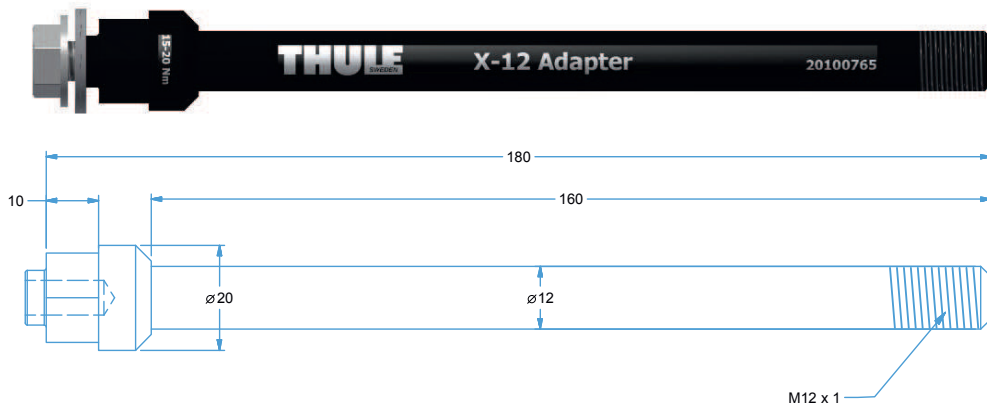 15-20 Nm
THULE
SWEDEN
X-12 Adapter
20100765
180
10
160
⌀20
⌀12
M12 x 1